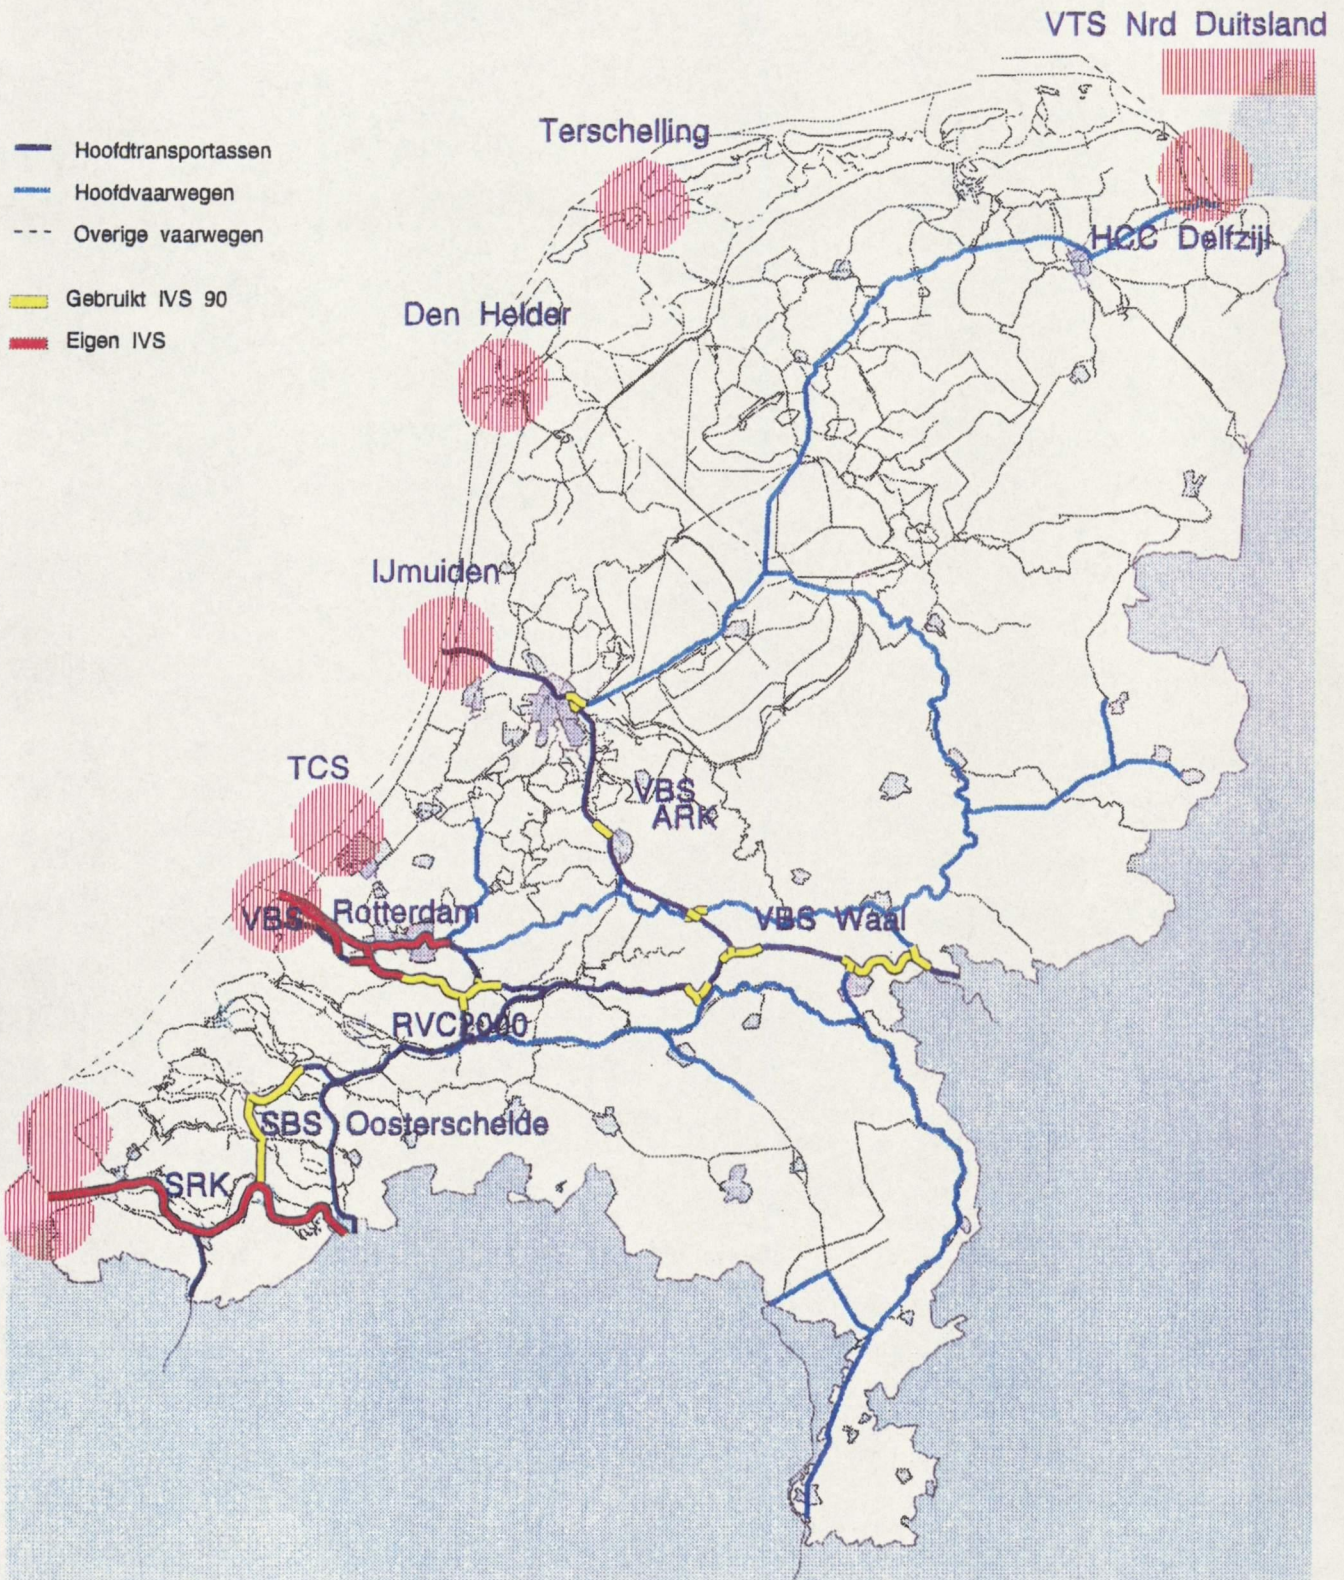 VTS Nrd Duitsland
Terschelling
Hoofdtransportassen
Hoofdvaarwegen
Overige vaarwegen
HCC Delfzijl
Gebruikt IVS 90
Den Helder
Eigen IVS
IJmuiden
TCS
VBS
ARK
VBS Rotterdam
VBS Waal
RVC2000
SBS Oosterschelde
SRK